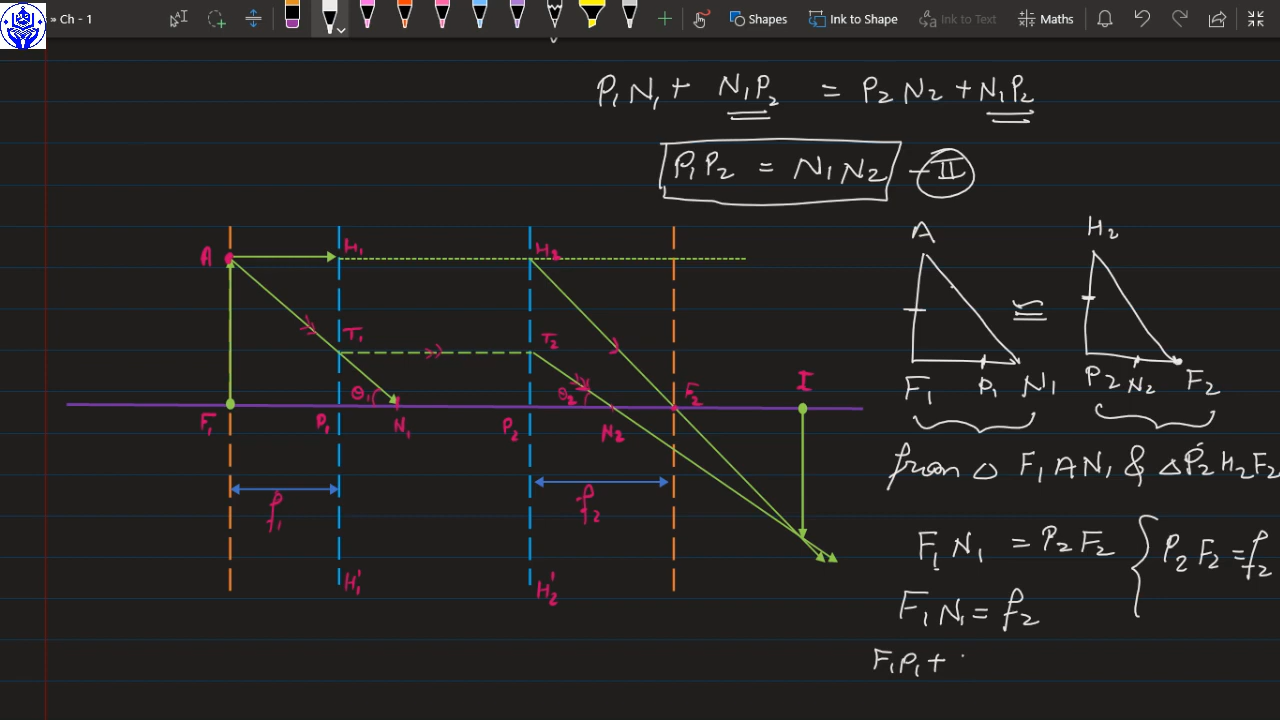 » Ch - 1
Shapes
Ink to Shape
Ink to Text
Maths
P₁N₁ + N₁P₂ = P₂N₂ + N₁P₂
P₁P₂ = N₁N₂ - II
A H₁ H₂
T₁ T₂
θ₁ θ₂ F₂ I
F₁ P₁ N₁ P₂ N₂
f₁ f₂
H₁' H₂'
A ≅ H₂
F₁ P₁ N₁ P₂ N₂ F₂
from △ F₁AN₁ & △P₂H₂F₂
F₁N₁ = P₂F₂ { P₂F₂ = f₂
F₁N₁ = f₂
F₁P₁ +